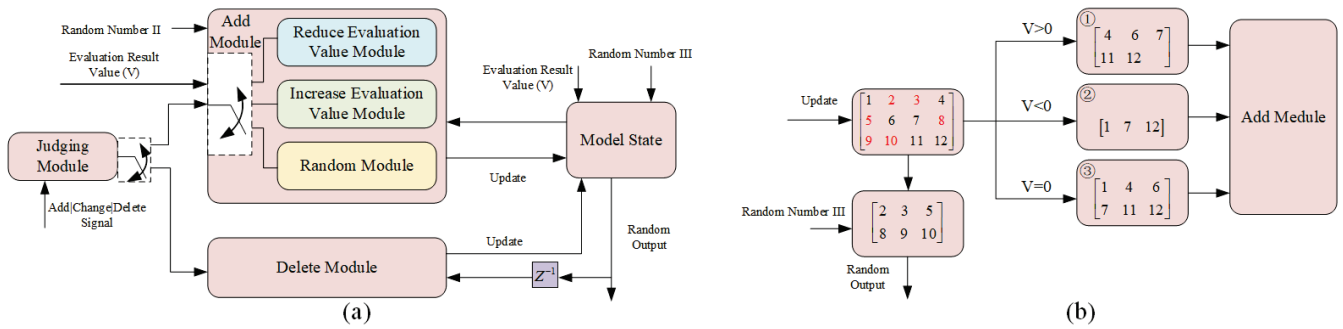 Random Number II
Evaluation Result
Value (V)
Add
Module
Reduce Evaluation
Value Module
Increase Evaluation
Value Module
Random Module
Judging
Module
Add|Change|Delete
Signal
Evaluation Result
Value (V)
Random Number III
Model State
Update
Update
Delete Module
Z⁻¹
Random
Output
(a)
Update
1 2 3 4
5 6 7 8
9 10 11 12
Random Number III
2 3 5
8 9 10
Random
Output
V>0
①
4 6 7
11 12
V<0
②
[1 7 12]
V=0
③
1 4 6
7 11 12
Add Medule
(b)